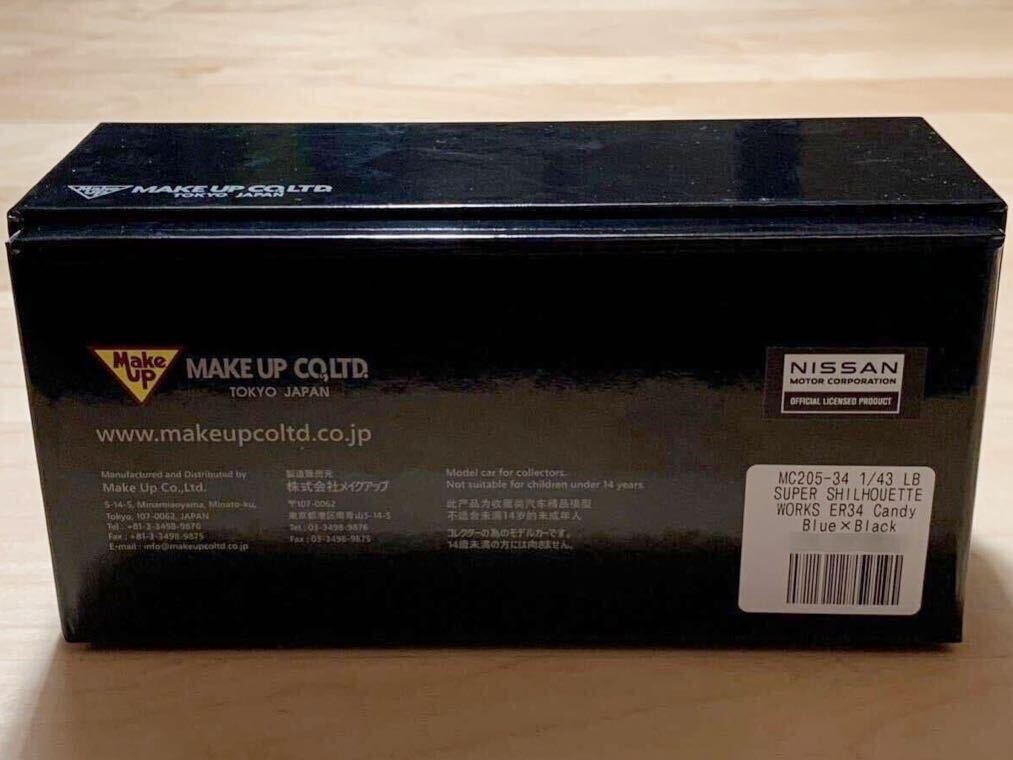 Make Up MAKE UP CO.,LTD.
TOKYO JAPAN
Make
UP
MAKE UP CO.,LTD.
TOKYO JAPAN
www.makeupcoltd.co.jp
Manufactured and Distributed by
Make Up Co.,Ltd.
5-14-5, Minamiaoyama, Minato-ku,
Tokyo, 107-0062, JAPAN
Tel : +81-3-3498-9876
Fax : +81-3-3498-9875
E-mail : info@makeupcoltd.co.jp
製造販売元
株式会社メイクアップ
〒107-0062
東京都港区南青山5-14-5
Tel : 03-3498-9876
Fax : 03-3498-9875
Model car for collectors.
Not suitable for children under 14 years.
此产品为收藏荷汽车精品模型
不适合未满14岁的未成年人
コレクターの為のモデルカーです。
14歳未満の方には向きません。
NISSAN
MOTOR CORPORATION
OFFICIAL LICENSED PRODUCT
MC205-34 1/43 LB
SUPER SHILHOUETTE
WORKS ER34 Candy
Blue×Black